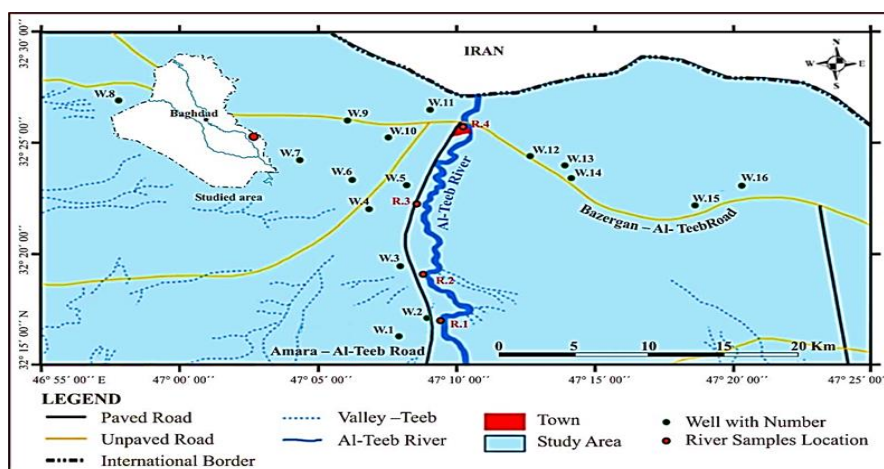 32° 30′ 00′′
32° 25′ 00′′
32° 20′ 00′′
32° 15′ 00′′ N
IRAN
N
W
E
S
Baghdad
Studied area
W.8
W.9
W.11
W.10
R.4
W.7
W.6
W.5
W.4
R.3
W.12
W.13
W.14
W.16
W.15
Al-Teeb River
Bazergan – Al- TeebRoad
W.3
R.2
W.2
R.1
W.1
Amara – Al-Teeb Road
0 5 10 15 20 Km
46° 55′ 00′′ E 47° 00′ 00′′ 47° 05′ 00′′ 47° 10′ 00′′ 47° 15′ 00′′ 47° 20′ 00′′ 47° 25′ 00′′
LEGEND
Paved Road
Unpaved Road
International Border
Valley –Teeb
Al-Teeb River
Town
Study Area
Well with Number
River Samples Location